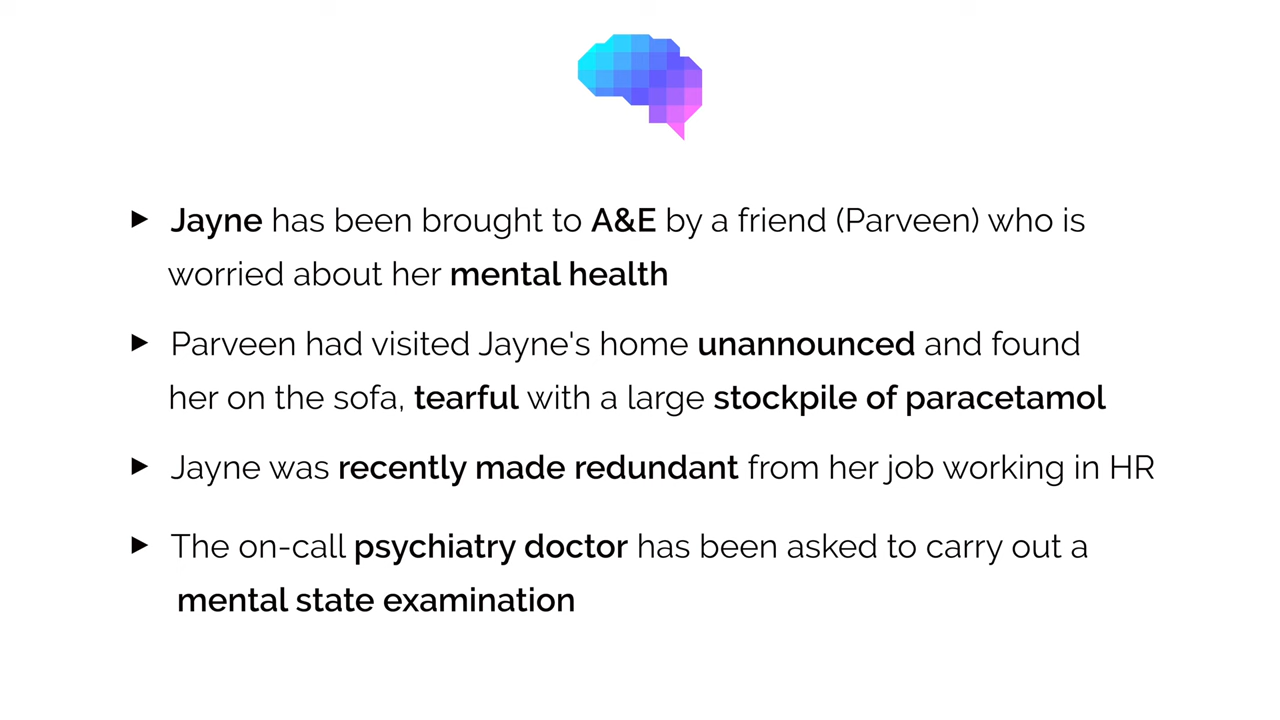 ► Jayne has been brought to A&E by a friend (Parveen) who is
worried about her mental health
► Parveen had visited Jayne's home unannounced and found
her on the sofa, tearful with a large stockpile of paracetamol
► Jayne was recently made redundant from her job working in HR
► The on-call psychiatry doctor has been asked to carry out a
mental state examination